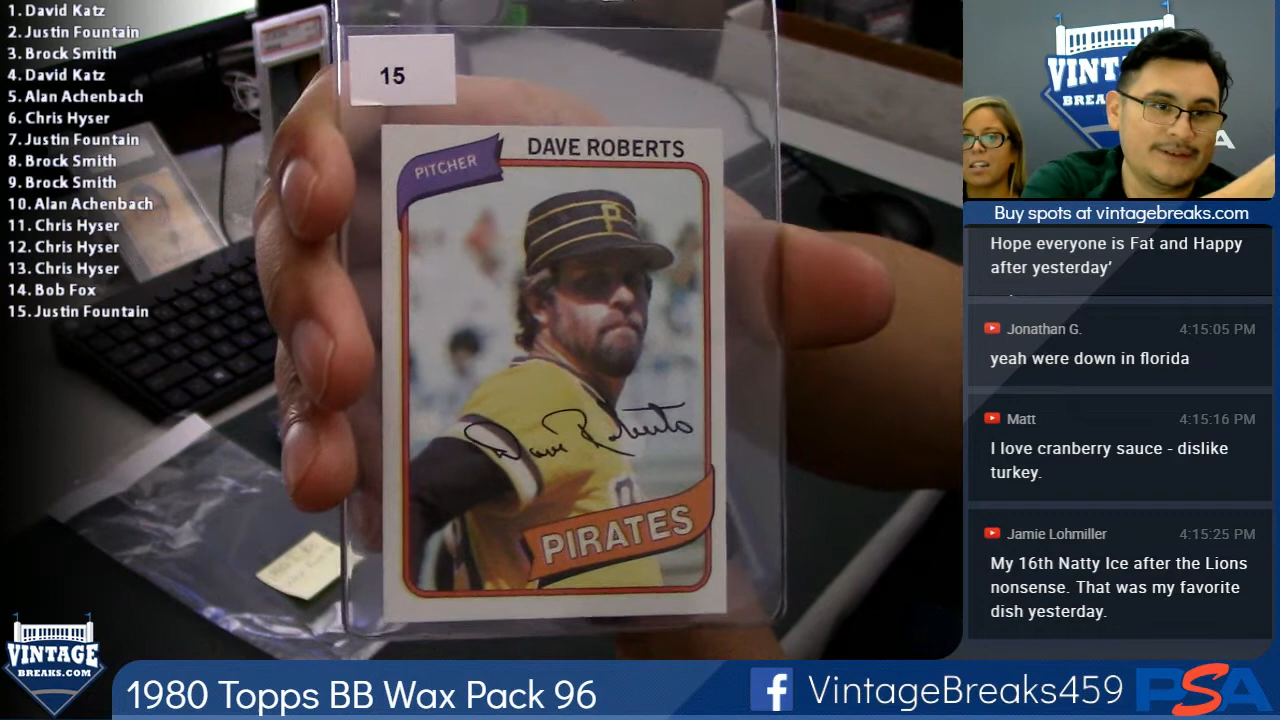 1. David Katz
2. Justin Fountain
3. Brock Smith
4. David Katz
5. Alan Achenbach
6. Chris Hyser
7. Justin Fountain
8. Brock Smith
9. Brock Smith
10. Alan Achenbach
11. Chris Hyser
12. Chris Hyser
13. Chris Hyser
14. Bob Fox
15. Justin Fountain
15
PITCHER
DAVE ROBERTS
P
Dave Roberts
PIRATES
VINT
BREA
A
Buy spots at vintagebreaks.com
Hope everyone is Fat and Happy
after yesterday'
Jonathan G. 4:15:05 PM
yeah were down in florida
Matt 4:15:16 PM
I love cranberry sauce - dislike
turkey.
Jamie Lohmiller 4:15:25 PM
My 16th Natty Ice after the Lions
nonsense. That was my favorite
dish yesterday.
VINTAGE
BREAKS.COM
1980 Topps BB Wax Pack 96
f VintageBreaks459
PSA